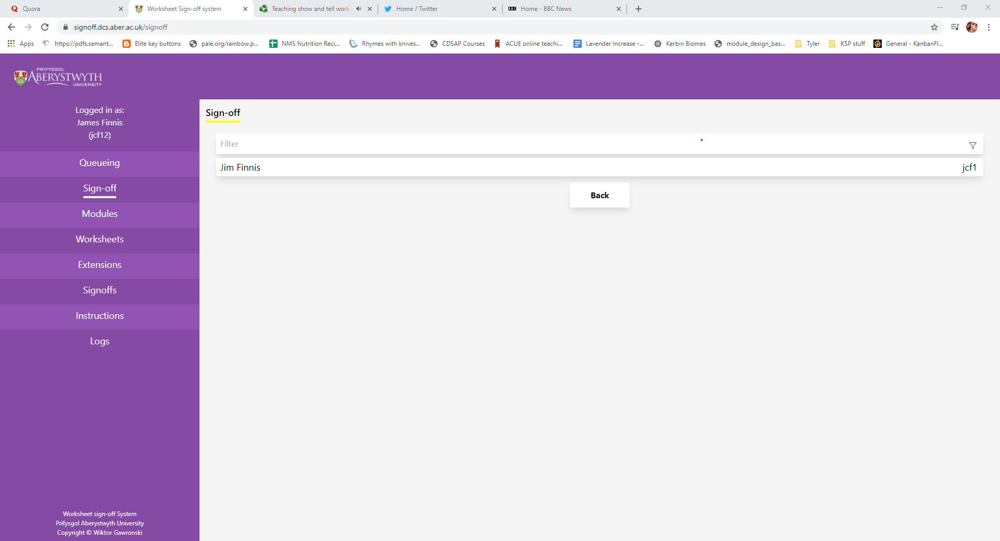 Quora
Worksheet Sign-off system
Teaching show and tell works
Home / Twitter
BBC
Home - BBC News
signoff.dcs.aber.ac.uk/signoff
Apps
https://pdfs.semant...
Elite key buttons
pale.org/rainbow.p...
NMS Nutrition Reci...
Rhymes with knives...
CDSAP Courses
ACUE online teachi...
Lavender Increase -...
Kerbin Biomes
module_design_bas...
Tyler
KSP stuff
General - KanbanFl...
PRIFYSGOL
ABERYSTWYTH
UNIVERSITY
Logged in as:
James Finnis
(jcf12)
Queueing
Sign-off
Modules
Worksheets
Extensions
Signoffs
Instructions
Logs
Worksheet sign-off System
Prifysgol Aberystwyth University
Copyright © Wiktor Gawronski
Sign-off
Filter
Jim Finnis
jcf1
Back